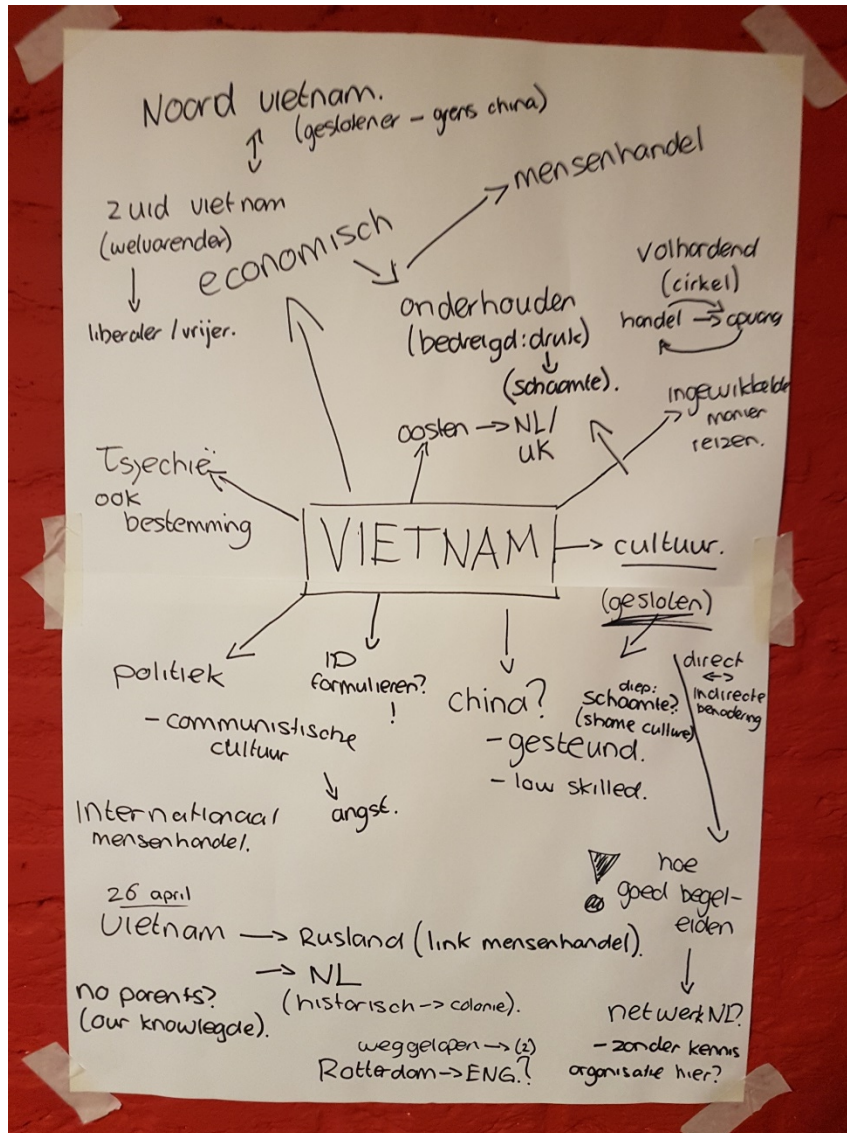 Noord vietnam.
(geslotener – grens china)
zuid vietnam
(welvarender)
liberaler / vrijer.
economisch
mensenhandel
onderhouden
(bedreigd: druk)
(schaamte).
volhardend
(cirkel)
handel → opvang
oosten → NL /
UK
ingewikkelde
manier
reizen.
Tsjechië
ook
bestemming
VIETNAM
→ cultuur.
(gesloten)
direct
↔
indirecte
benadering
diep:
schaamte?
(shame culture)
politiek
- communistische
cultuur
angst.
ID
formulieren?
!
china?
- gesteund.
- low skilled.
Internationaal
mensenhandel.
hoe
goed begel-
eiden
netwerk NL?
- zonder kennis
organisatie hier?
26 april
Vietnam → Rusland (link mensenhandel).
→ NL
(historisch → colonie).
no parents?
(our knowlegde).
weggelopen → (2)
Rotterdam → ENG.?